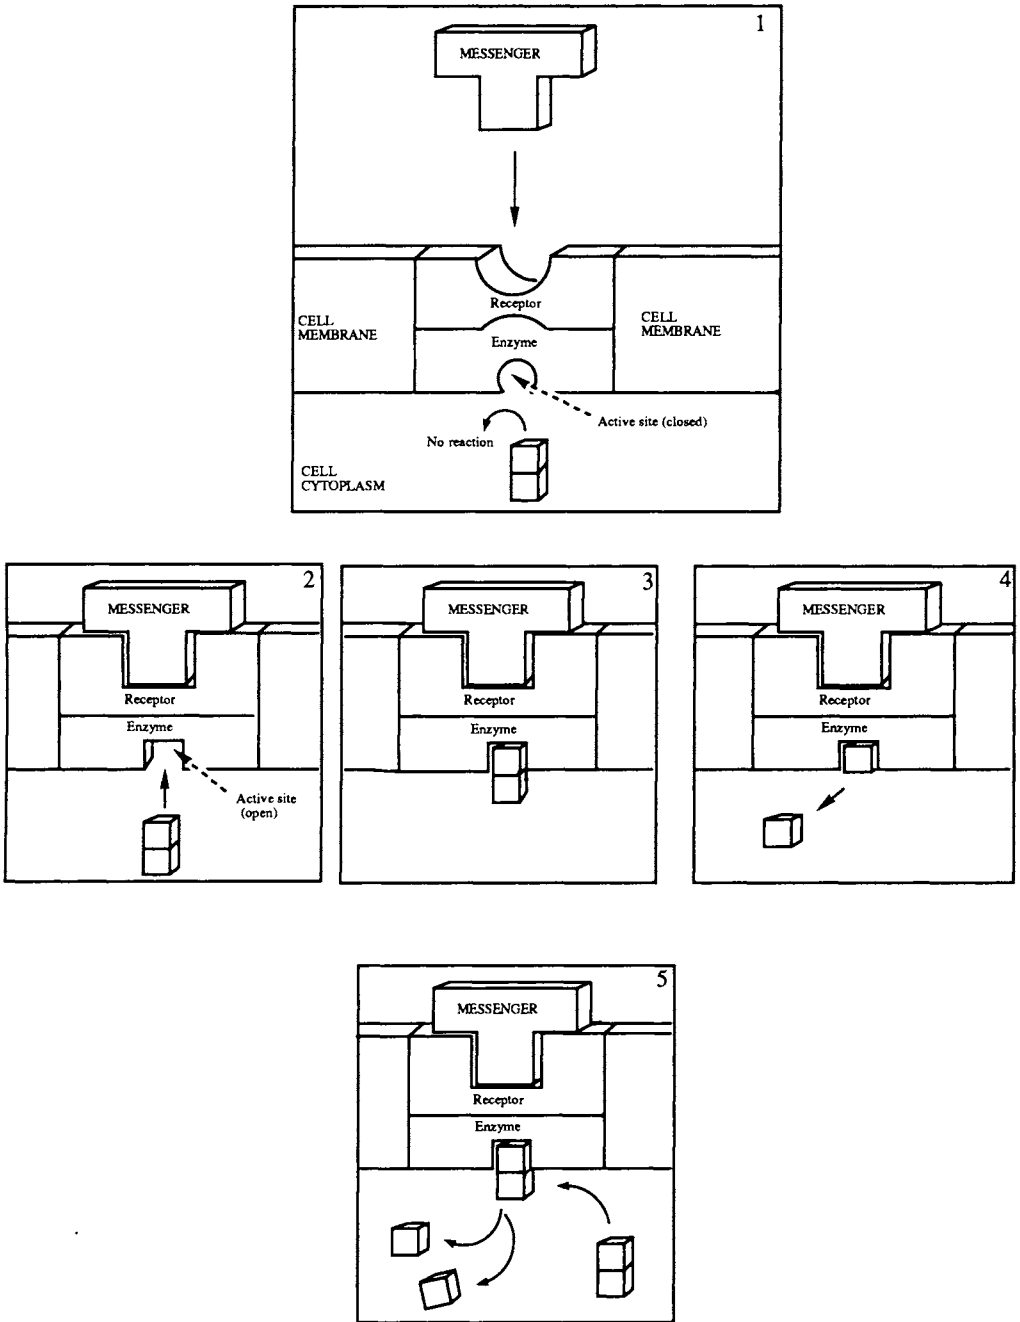 1
MESSENGER
Receptor
CELL
MEMBRANE
CELL
MEMBRANE
Enzyme
Active site (closed)
No reaction
CELL
CYTOPLASM
2
MESSENGER
Receptor
Enzyme
Active site
(open)
3
MESSENGER
Receptor
Enzyme
4
MESSENGER
Receptor
Enzyme
5
MESSENGER
Receptor
Enzyme